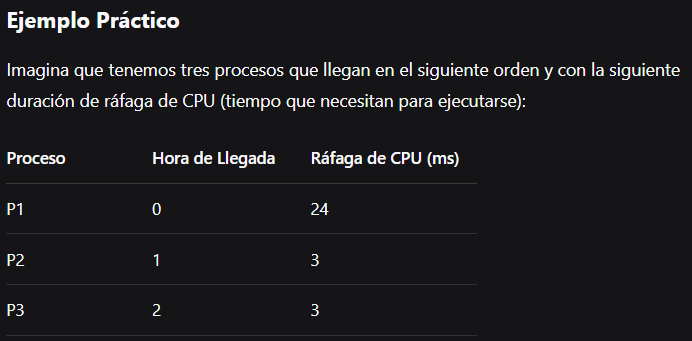 Ejemplo Práctico
Imagina que tenemos tres procesos que llegan en el siguiente orden y con la siguiente
duración de ráfaga de CPU (tiempo que necesitan para ejecutarse):
Proceso Hora de Llegada Ráfaga de CPU (ms)
P1 0 24
P2 1 3
P3 2 3